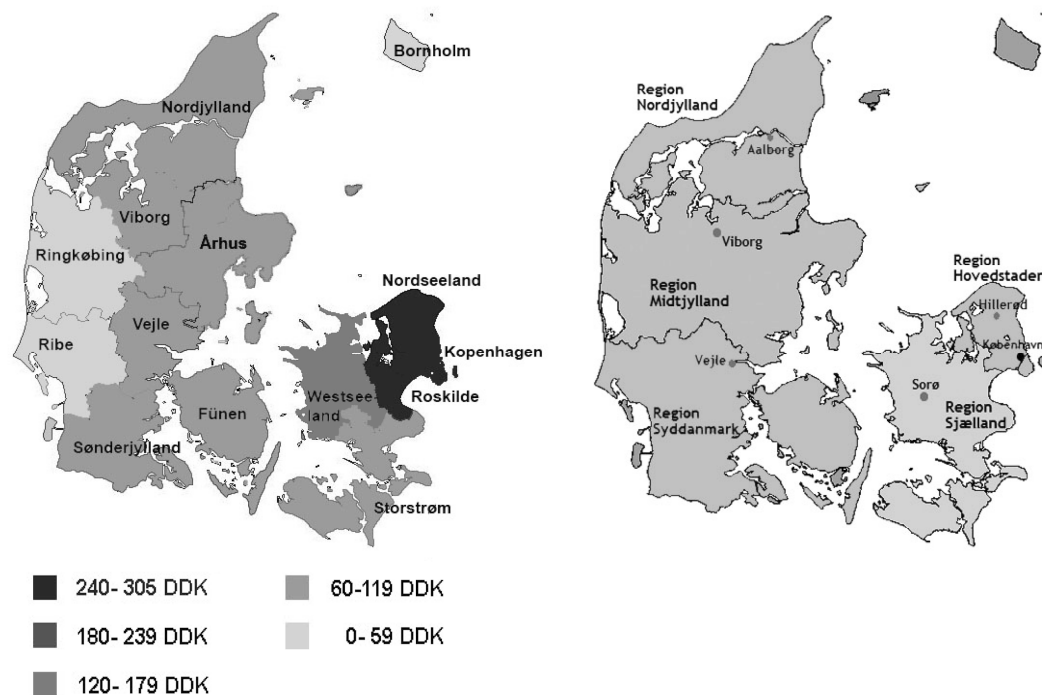 Bornholm
Nordjylland
Viborg
Århus
Ringkøbing
Nordseeland
Vejle
Ribe
Kopenhagen
Westsee-
land
Roskilde
Fünen
Sønderjylland
Storstrøm
240- 305 DDK
180- 239 DDK
120- 179 DDK
60-119 DDK
0- 59 DDK
Region
Nordjylland
Aalborg
Viborg
Region
Midtjylland
Region
Hovedstaden
Hillerød
København
Vejle
Sorø
Region
Syddanmark
Region
Sjælland